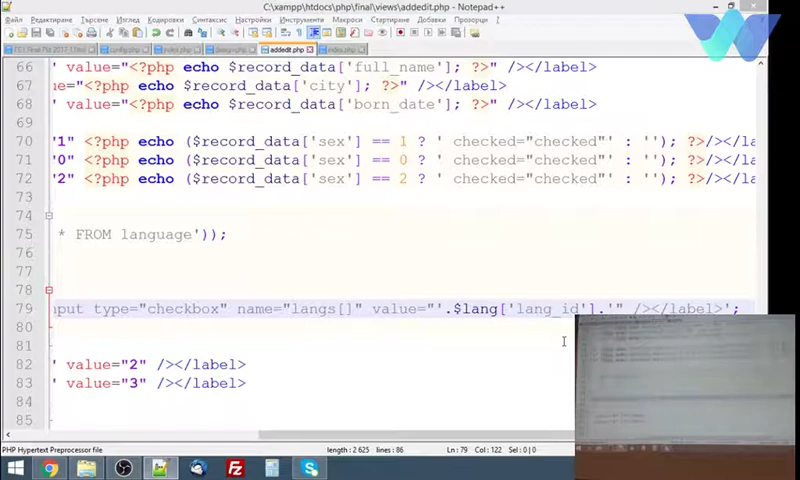 C:\xampp\htdocs\php\final\views\addedit.php - Notepad++
Файл Редактиране Търсене Изглед Кодировка Синтаксис Настройки Инструменти Макроси Стартиране Добавки Прозорци ?
config.php index.php addedit.php index.php
66 ' value="<?php echo $record_data['full_name']; ?>" /></label>
67 ue="<?php echo $record_data['city']; ?>" /></label>
68 ' value="<?php echo $record_data['born_date']; ?>" /></label>
69
70 "1" <?php echo ($record_data['sex'] == 1 ? ' checked="checked"' : ''); ?>/></la
71 "0" <?php echo ($record_data['sex'] == 0 ? ' checked="checked"' : ''); ?>/></la
72 "2" <?php echo ($record_data['sex'] == 2 ? ' checked="checked"' : ''); ?>/></la
73
74
75 * FROM language'));
76
77
78
79 nput type="checkbox" name="langs[]" value="'.$lang['lang_id'].'" /></label>';
80
81
82 ' value="2" /></label>
83 ' value="3" /></label>
84
85
PHP Hypertext Preprocessor file length : 2 625 lines : 86 Ln : 79 Col : 122 Sel : 0 | 0